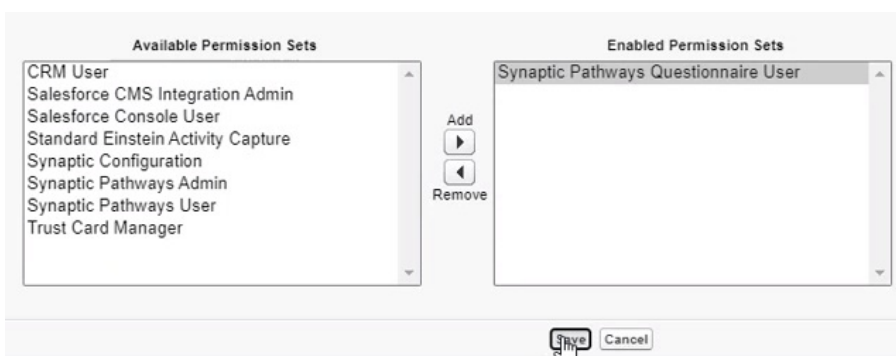 Available Permission Sets
CRM User
Salesforce CMS Integration Admin
Salesforce Console User
Standard Einstein Activity Capture
Synaptic Configuration
Synaptic Pathways Admin
Synaptic Pathways User
Trust Card Manager
Add
Remove
Enabled Permission Sets
Synaptic Pathways Questionnaire User
Save
Cancel